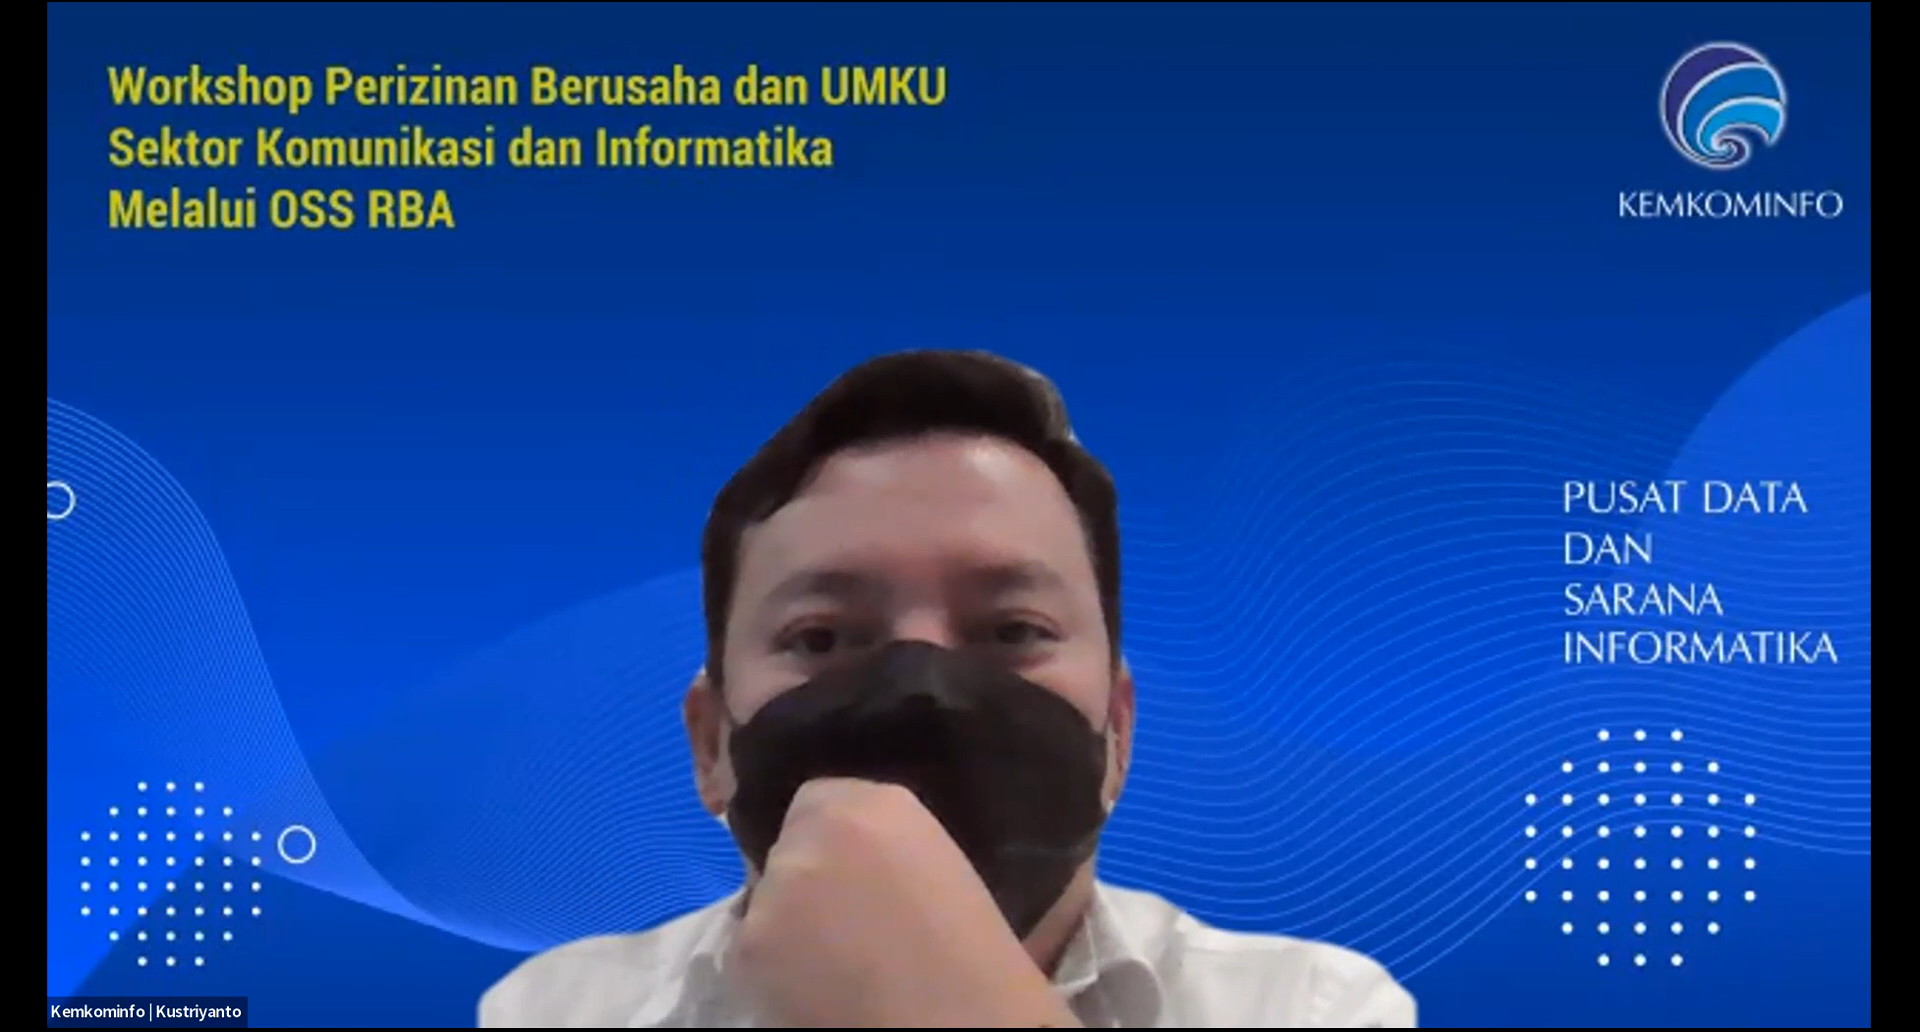 Workshop Perizinan Berusaha dan UMKU
Sektor Komunikasi dan Informatika
Melalui OSS RBA
KEMKOMINFO
PUSAT DATA
DAN
SARANA
INFORMATIKA
Kemkominfo | Kustriyanto